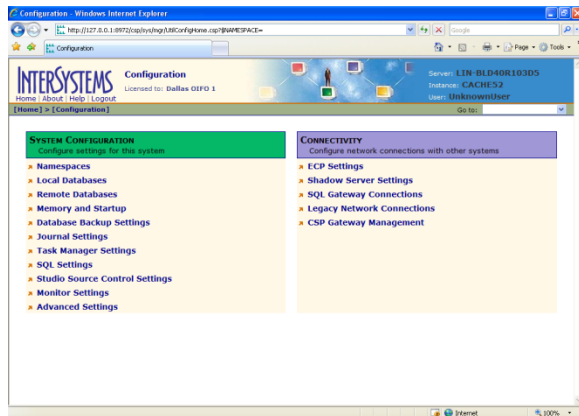 Configuration - Windows Internet Explorer
http://127.0.0.1:8972/csp/sys/mgr/UtilConfigHome.csp?$NAMESPACE=
Google
Configuration
Page
Tools
INTERSYSTEMS
Configuration
Licensed to: Dallas OIFO 1
Server: LIN-BLD40R103D5
Instance: CACHE52
User: UnknownUser
Home | About | Help | Logout
[Home] > [Configuration]
Go to:
SYSTEM CONFIGURATION
Configure settings for this system
Namespaces
Local Databases
Remote Databases
Memory and Startup
Database Backup Settings
Journal Settings
Task Manager Settings
SQL Settings
Studio Source Control Settings
Monitor Settings
Advanced Settings
CONNECTIVITY
Configure network connections with other systems
ECP Settings
Shadow Server Settings
SQL Gateway Connections
Legacy Network Connections
CSP Gateway Management
Internet
100%